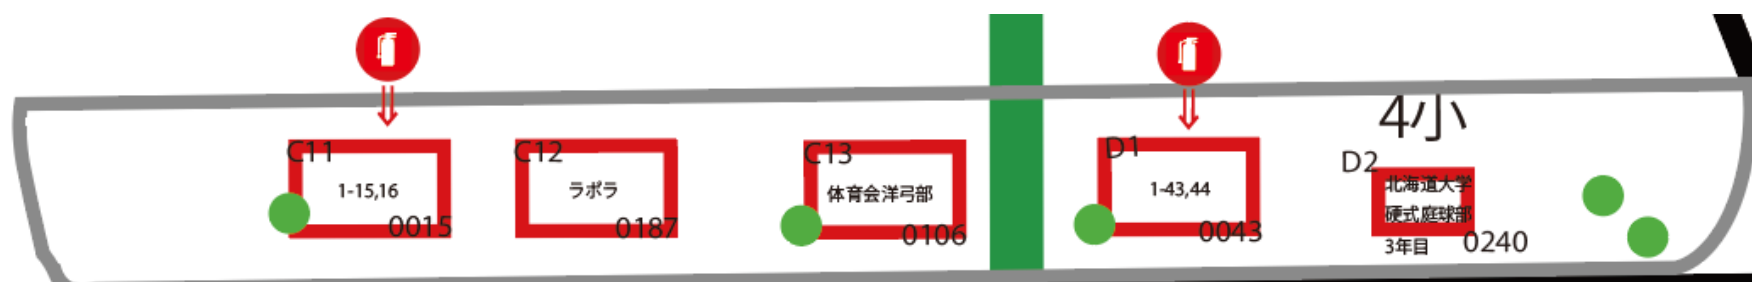 C11
1-15,16
0015
C12
ラポラ
0187
C13
体育会洋弓部
0106
D1
1-43,44
0043
4小
D2
北海道大学
硬式庭球部
3年目
0240